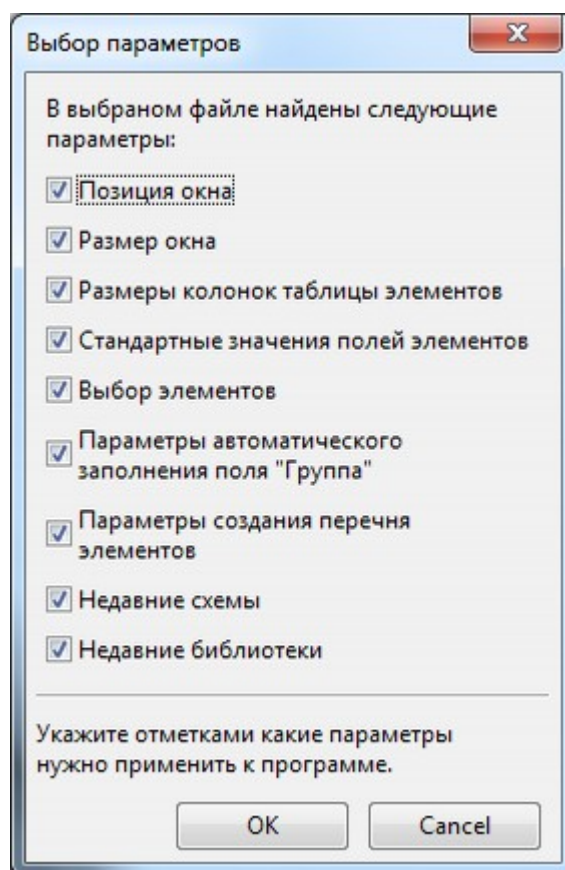 Выбор параметров
В выбраном файле найдены следующие
параметры:
Позиция окна
Размер окна
Размеры колонок таблицы элементов
Стандартные значения полей элементов
Выбор элементов
Параметры автоматического
заполнения поля "Группа"
Параметры создания перечня
элементов
Недавние схемы
Недавние библиотеки
Укажите отметками какие параметры
нужно применить к программе.
OK
Cancel